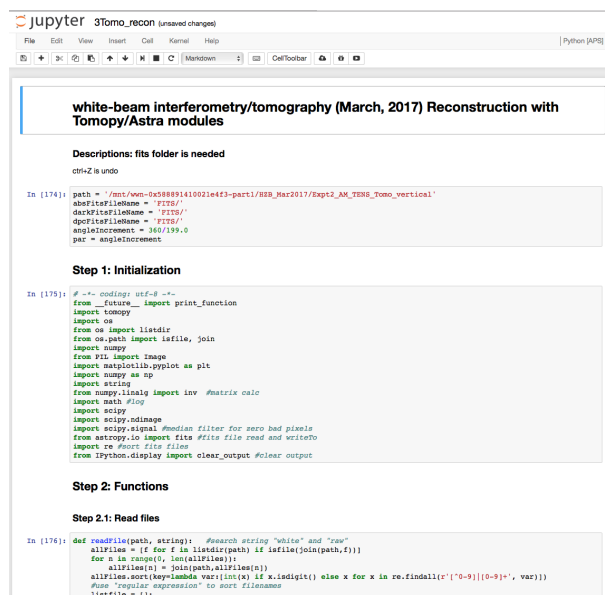 jupyter 3Tomo_recon (unsaved changes)
File Edit View Insert Cell Kernel Help Python [APS]
Markdown CellToolbar
white-beam interferometry/tomography (March, 2017) Reconstruction with
Tomopy/Astra modules
Descriptions: fits folder is needed
ctrl+Z is undo
In [174]: path = '/mnt/wwn-0x588891410021e4f3-part1/HZB_Mar2017/Expt2_AM_TENS_Tomo_vertical'
absFitsFileName = 'FITS/'
darkFitsFileName = 'FITS/'
dpcFitsFileName = 'FITS/'
angleIncrement = 360/199.0
par = angleIncrement
Step 1: Initialization
In [175]: # -*- coding: utf-8 -*-
from __future__ import print_function
import tomopy
import os
from os import listdir
from os.path import isfile, join
import numpy
from PIL import Image
import matplotlib.pyplot as plt
import numpy as np
import string
from numpy.linalg import inv #matrix calc
import math #log
import scipy
import scipy.ndimage
import scipy.signal #median filter for zero bad pixels
from astropy.io import fits #fits file read and writeTo
import re #sort fits files
from IPython.display import clear_output #clear output
Step 2: Functions
Step 2.1: Read files
In [176]: def readFile(path, string): #search string "white" and "raw"
allFiles = [f for f in listdir(path) if isfile(join(path,f))]
for n in range(0, len(allFiles)):
allFiles[n] = join(path,allFiles[n])
allFiles.sort(key=lambda var:[int(x) if x.isdigit() else x for x in re.findall(r'[^0-9]|[0-9]+', var)])
#use "regular expression" to sort filenames
listfile = [];